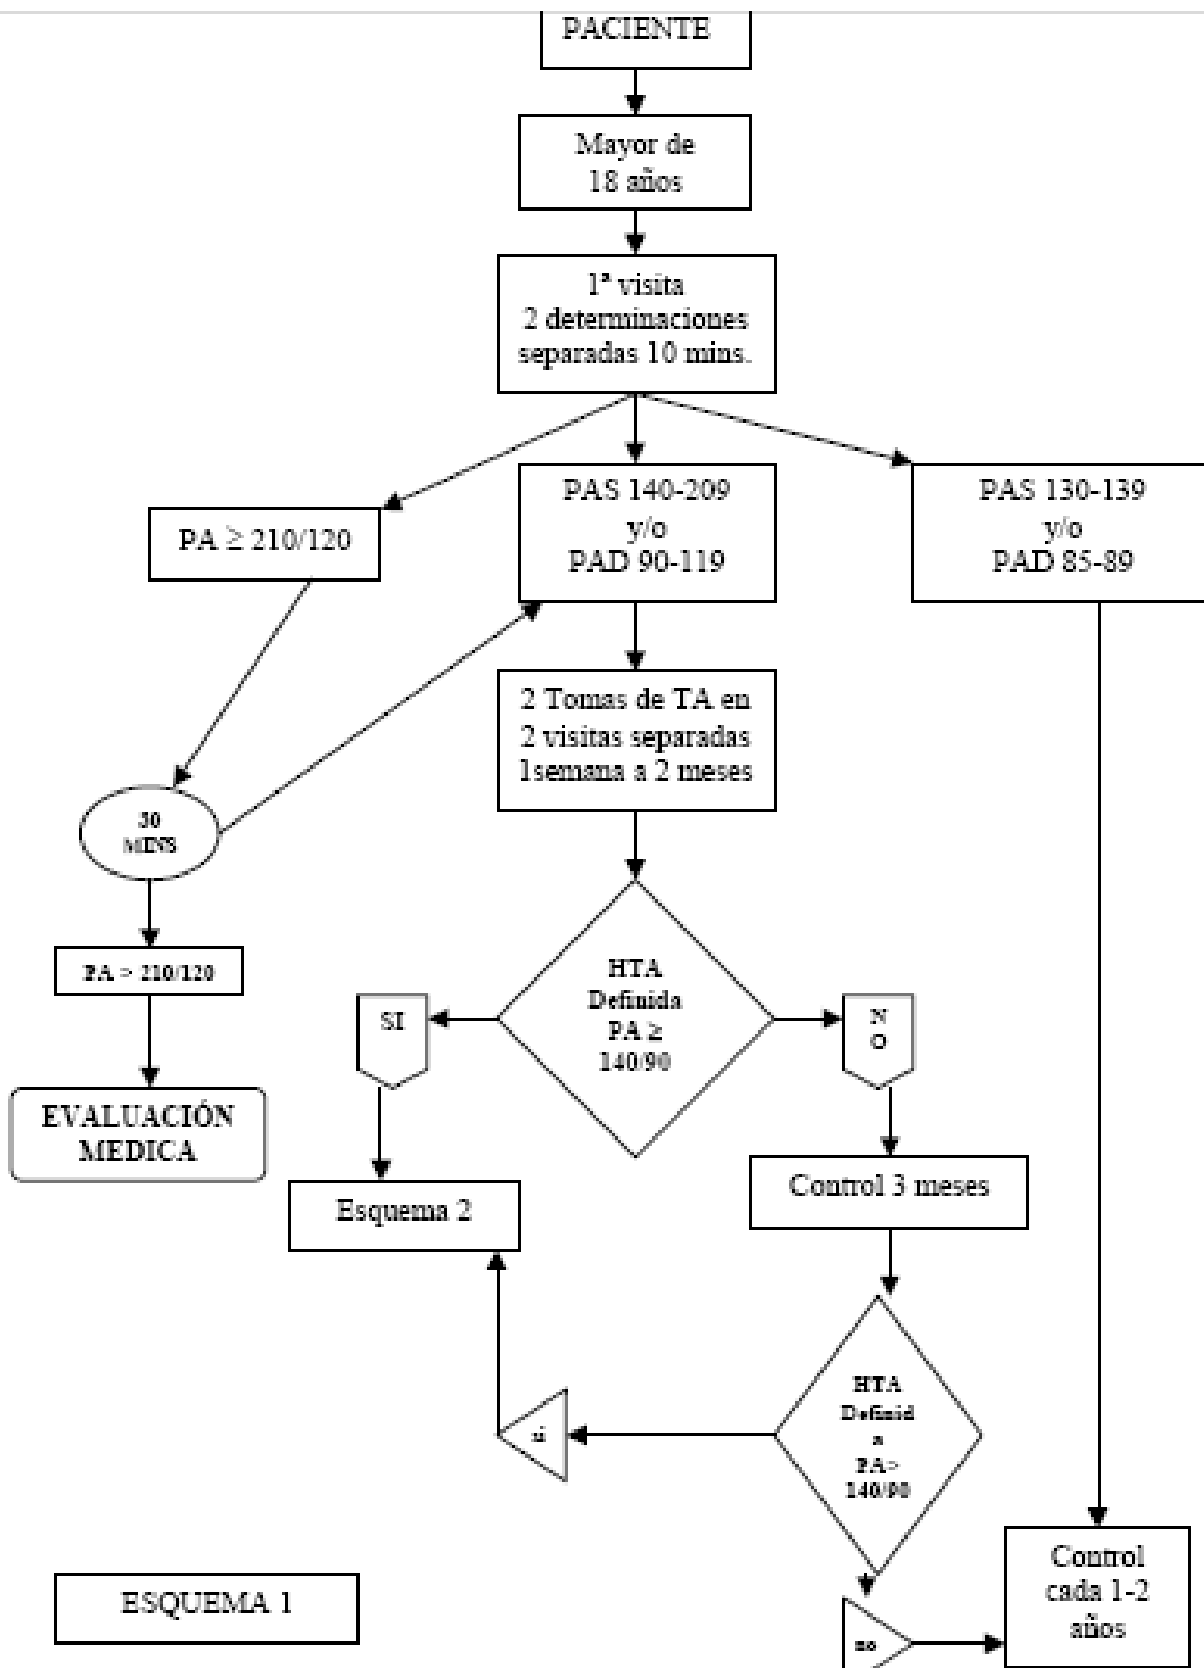 PACIENTE
Mayor de
18 años
1ª visita
2 determinaciones
separadas 10 mins.
PA ≥ 210/120
PAS 140-209
y/o
PAD 90-119
PAS 130-139
y/o
PAD 85-89
2 Tomas de TA en
2 visitas separadas
1semana a 2 meses
30
MINS
PA > 210/120
EVALUACIÓN
MEDICA
HTA
Definida
PA ≥
140/90
SI
N
O
Esquema 2
Control 3 meses
HTA
Definid
a
PA>
140/90
si
no
Control
cada 1-2
años
ESQUEMA 1